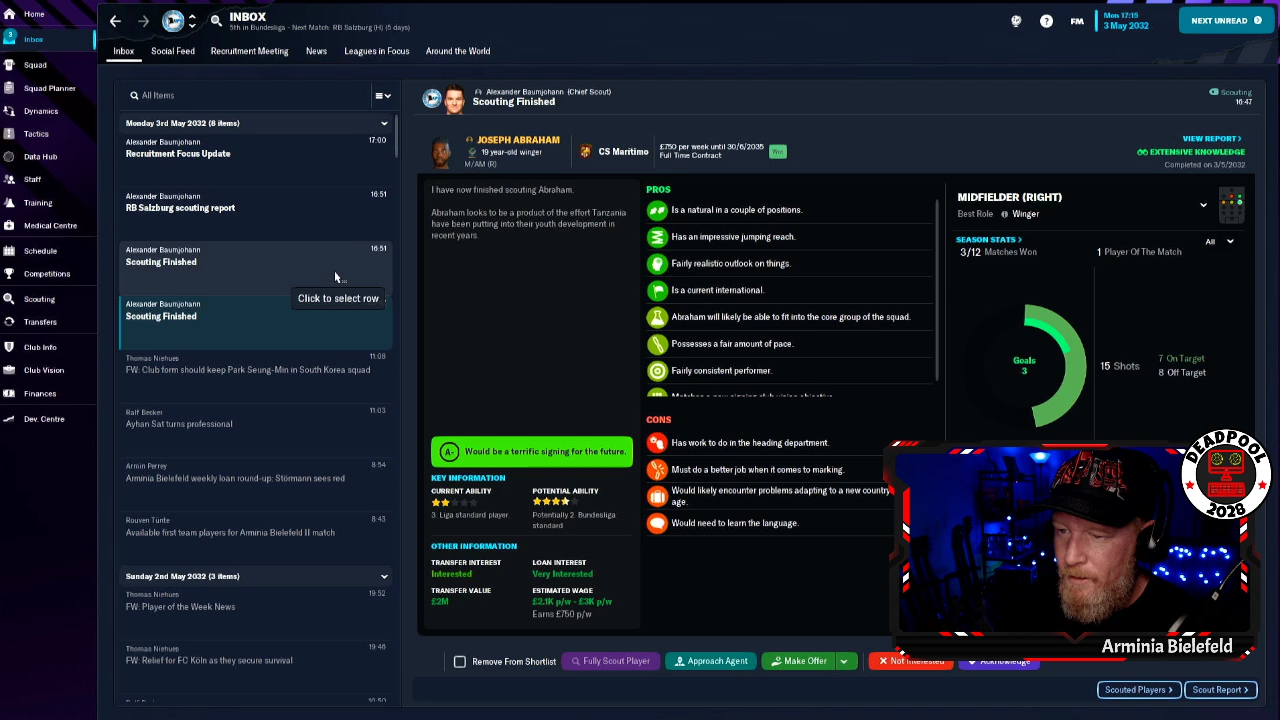 Home
3
Inbox
Squad
Squad Planner
Dynamics
Tactics
Data Hub
Staff
Training
Medical Centre
Schedule
Competitions
Scouting
Transfers
Club Info
Club Vision
Finances
Dev. Centre
INBOX
5th in Bundesliga - Next Match: RB Salzburg (H) (5 days)
FM
Mon 17:19
3 May 2032
NEXT UNREAD
Inbox
Social Feed
Recruitment Meeting
News
Leagues in Focus
Around the World
All Items
Monday 3rd May 2032 (8 items)
Alexander Baumjohann 17:00
Recruitment Focus Update
Alexander Baumjohann 16:51
RB Salzburg scouting report
Alexander Baumjohann 16:51
Scouting Finished
Click to select row
Alexander Baumjohann
Scouting Finished
Thomas Niehues 11:08
FW: Club form should keep Park Seung-Min in South Korea squad
Ralf Becker 11:03
Ayhan Sat turns professional
Armin Perrey 8:54
Arminia Bielefeld weekly loan round-up: Störmann sees red
Rouven Tünte 8:43
Available first team players for Arminia Bielefeld II match
Sunday 2nd May 2032 (3 items)
Thomas Niehues 19:52
FW: Player of the Week News
Thomas Niehues 19:46
FW: Relief for FC Köln as they secure survival
Alexander Baumjohann (Chief Scout)
Scouting Finished
Scouting
16:47
JOSEPH ABRAHAM
19 year-old winger
M/AM (R)
CS Marítimo
£750 per week until 30/6/2035
Full Time Contract
Wnt
VIEW REPORT >
EXTENSIVE KNOWLEDGE
Completed on 3/5/2032
I have now finished scouting Abraham.
Abraham looks to be a product of the effort Tanzania
have been putting into their youth development in
recent years.
A- Would be a terrific signing for the future.
KEY INFORMATION
CURRENT ABILITY
3. Liga standard player.
POTENTIAL ABILITY
Potentially 2. Bundesliga
standard
OTHER INFORMATION
TRANSFER INTEREST
Interested
LOAN INTEREST
Very Interested
TRANSFER VALUE
£2M
ESTIMATED WAGE
£2.1K p/w - £3K p/w
Earns £750 p/w
PROS
Is a natural in a couple of positions.
Has an impressive jumping reach.
Fairly realistic outlook on things.
Is a current international.
Abraham will likely be able to fit into the core group of the squad.
Possesses a fair amount of pace.
Fairly consistent performer.
CONS
Has work to do in the heading department.
Must do a better job when it comes to marking.
Would likely encounter problems adapting to a new country
age.
Would need to learn the language.
MIDFIELDER (RIGHT)
Best Role Winger
SEASON STATS >
All
3/12 Matches Won
1 Player Of The Match
Goals
3
15 Shots
7 On Target
8 Off Target
DEADPOOL
2028
Arminia Bielefeld
Remove From Shortlist
Fully Scout Player
Approach Agent
Make Offer
Not Interested
Acknowledge
Scouted Players >
Scout Report >